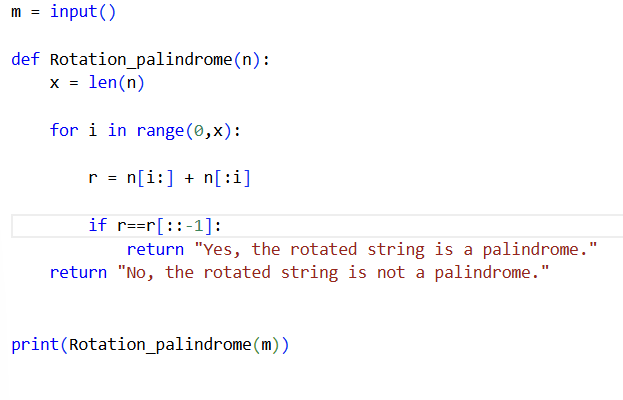 m = input()
def Rotation_palindrome(n):
    x = len(n)
    for i in range(0,x):
        r = n[i:] + n[:i]
        if r==r[::-1]:
            return "Yes, the rotated string is a palindrome."
    return "No, the rotated string is not a palindrome."
print(Rotation_palindrome(m))